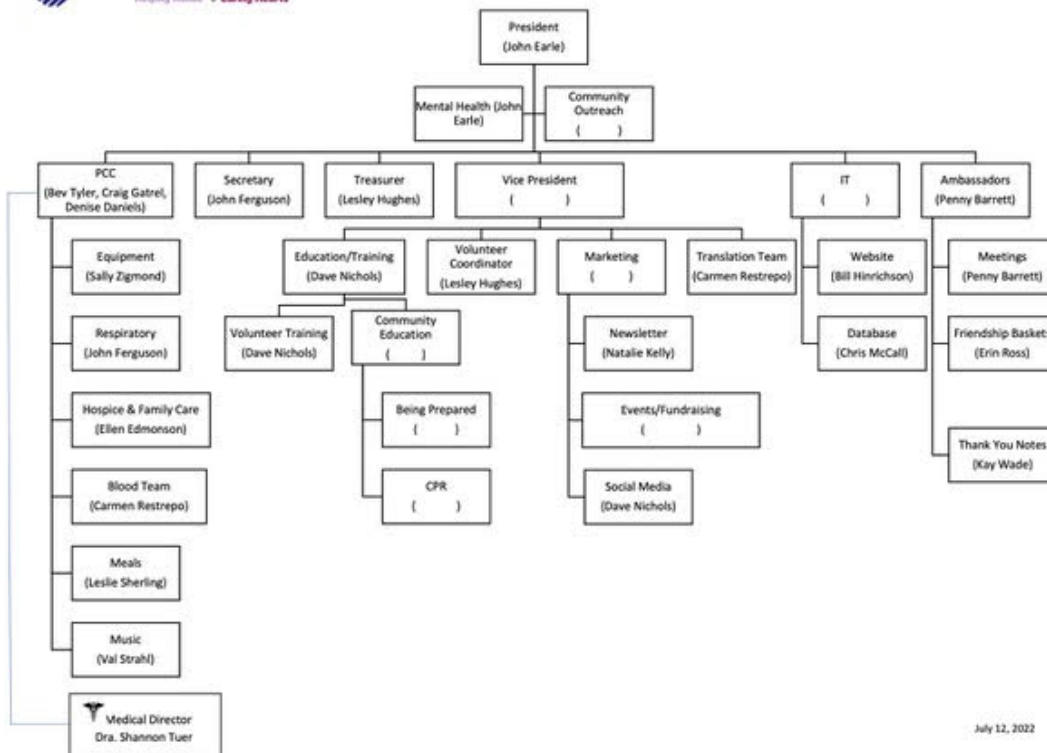 President
(John Earle)
Mental Health (John
Earle)
Community
Outreach
( )
PCC
(Bev Tyler, Craig Gatrel,
Denise Daniels)
Secretary
(John Ferguson)
Treasurer
(Lesley Hughes)
Vice President
( )
IT
( )
Ambassadors
(Penny Barrett)
Equipment
(Sally Zigmond)
Education/Training
(Dave Nichols)
Volunteer
Coordinator
(Lesley Hughes)
Marketing
( )
Translation Team
(Carmen Restrepo)
Website
(Bill Hinrichson)
Meetings
(Penny Barrett)
Respiratory
(John Ferguson)
Volunteer Training
(Dave Nichols)
Community
Education
( )
Newsletter
(Natalie Kelly)
Database
(Chris McCall)
Friendship Baskets
(Erin Ross)
Hospice & Family Care
(Ellen Edmonson)
Being Prepared
( )
Events/Fundraising
( )
Thank You Notes
(Kay Wade)
Blood Team
(Carmen Restrepo)
CPR
( )
Social Media
(Dave Nichols)
Meals
(Leslie Sherling)
Music
(Val Strahl)
Medical Director
Dra. Shannon Tuer
July 12, 2022